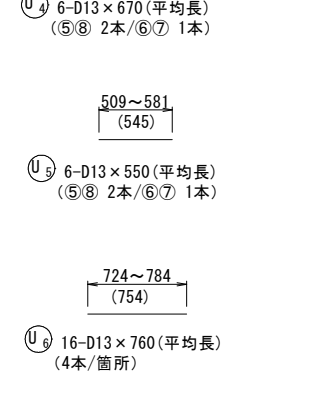 U4 6-D13×670(平均長)
(⑤⑧ 2本/⑥⑦ 1本)
509～581
(545)
U5 6-D13×550(平均長)
(⑤⑧ 2本/⑥⑦ 1本)
724～784
(754)
U6 16-D13×760(平均長)
(4本/箇所)